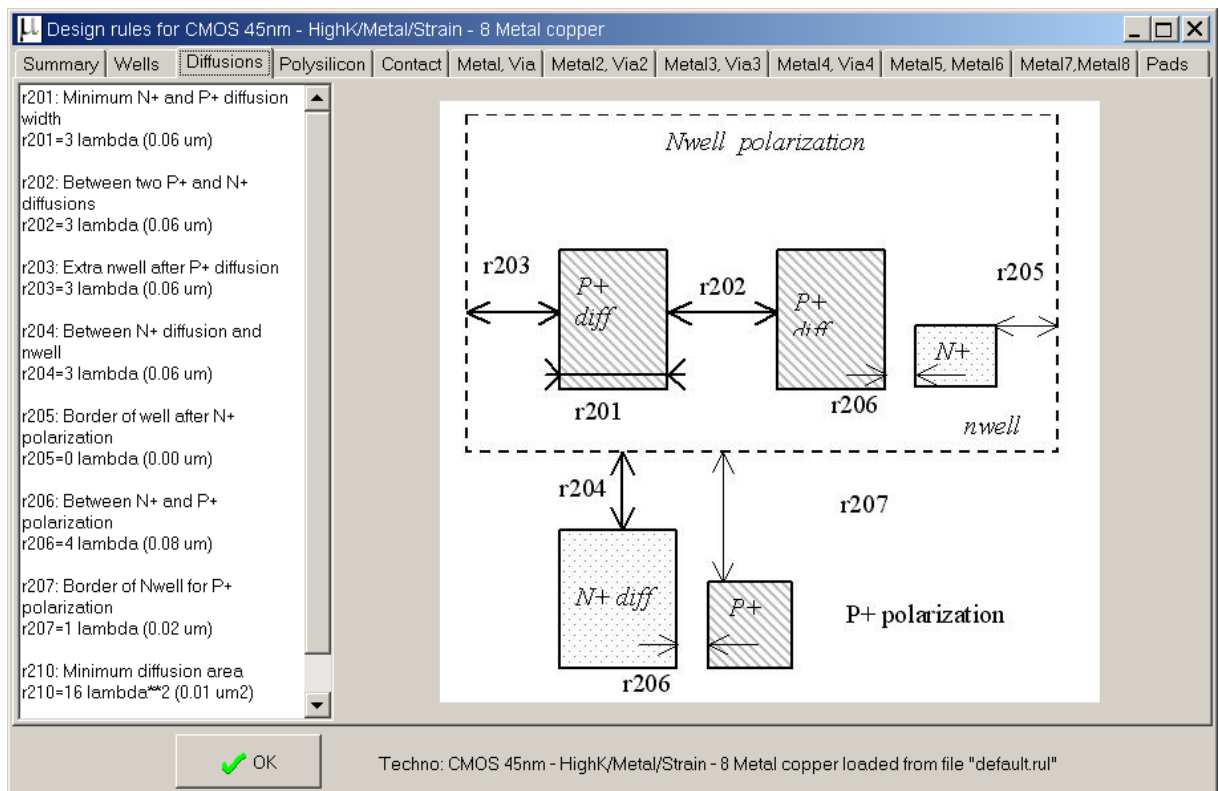 µ Design rules for CMOS 45nm - HighK/Metal/Strain - 8 Metal copper
Summary Wells Diffusions Polysilicon Contact Metal, Via Metal2, Via2 Metal3, Via3 Metal4, Via4 Metal5, Metal6 Metal7,Metal8 Pads
r201: Minimum N+ and P+ diffusion
width
r201=3 lambda (0.06 um)
r202: Between two P+ and N+
diffusions
r202=3 lambda (0.06 um)
r203: Extra nwell after P+ diffusion
r203=3 lambda (0.06 um)
r204: Between N+ diffusion and
nwell
r204=3 lambda (0.06 um)
r205: Border of well after N+
polarization
r205=0 lambda (0.00 um)
r206: Between N+ and P+
polarization
r206=4 lambda (0.08 um)
r207: Border of Nwell for P+
polarization
r207=1 lambda (0.02 um)
r210: Minimum diffusion area
r210=16 lambda**2 (0.01 um2)
Nwell polarization
r203
P+
diff
r202
P+
diff
r205
N+
r201
r206
nwell
r204
r207
N+ diff
P+
P+ polarization
r206
OK
Techno: CMOS 45nm - HighK/Metal/Strain - 8 Metal copper loaded from file "default.rul"